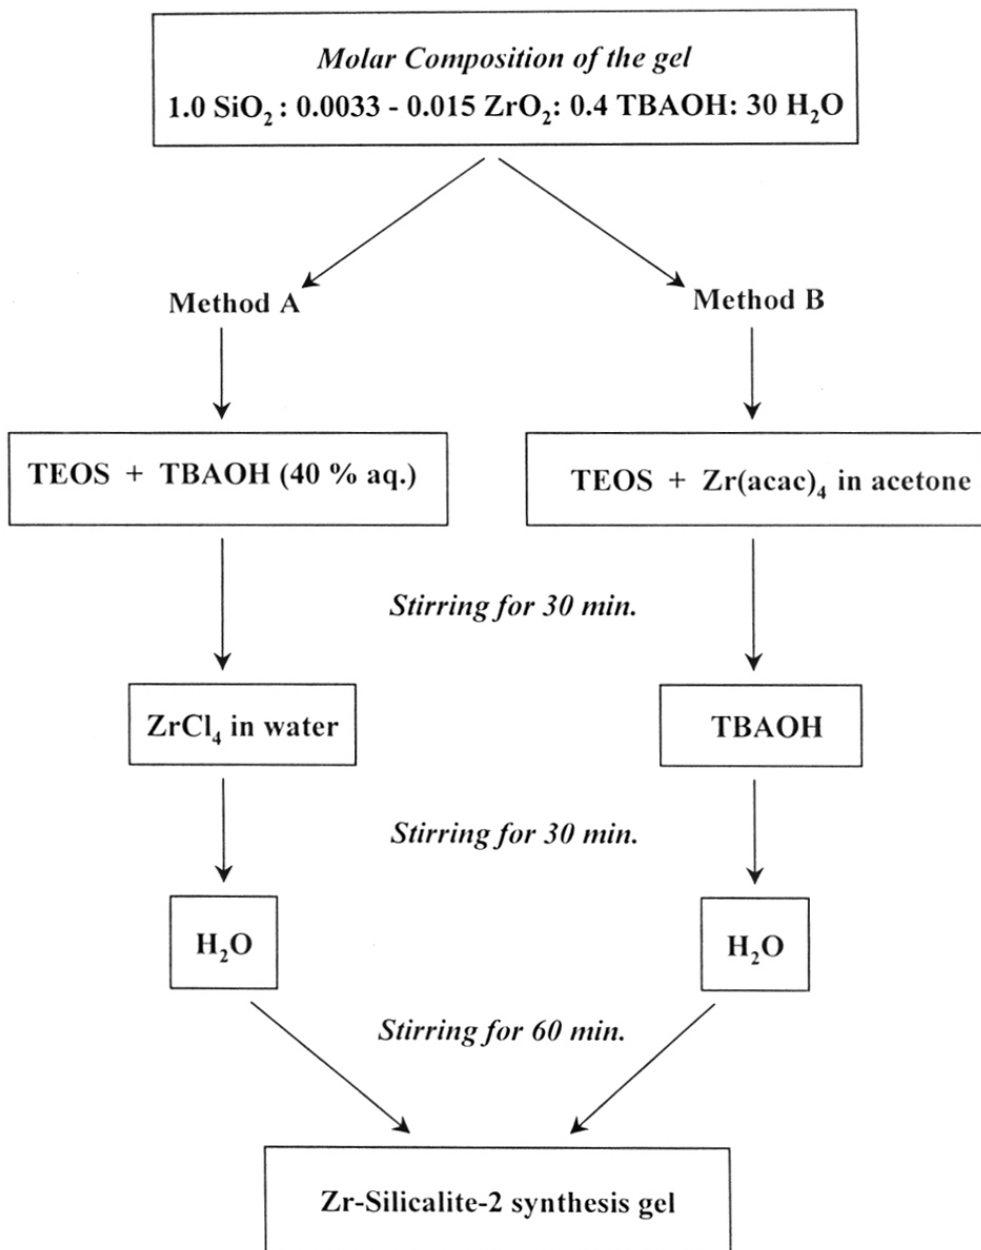 Molar Composition of the gel
1.0 SiO₂ : 0.0033 - 0.015 ZrO₂: 0.4 TBAOH: 30 H₂O
Method A
Method B
TEOS + TBAOH (40 % aq.)
TEOS + Zr(acac)₄ in acetone
Stirring for 30 min.
ZrCl₄ in water
TBAOH
Stirring for 30 min.
H₂O
H₂O
Stirring for 60 min.
Zr-Silicalite-2 synthesis gel